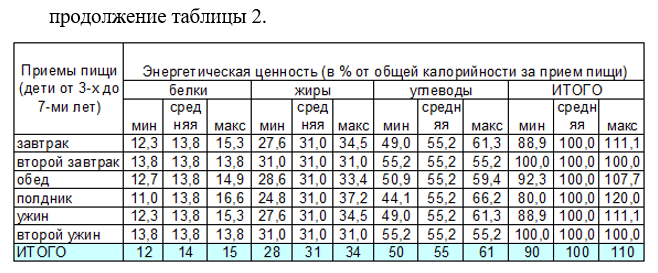 продолжение таблицы 2.
Приемы пищи (дети от 3-х до 7-ми лет) Энергетическая ценность (в % от общей калорийности за прием пищи)
белки жиры углеводы ИТОГО
мин средняя макс мин средняя макс мин средняя макс мин средняя макс
завтрак 12,3 13,8 15,3 27,6 31,0 34,5 49,0 55,2 61,3 88,9 100,0 111,1
второй завтрак 13,8 13,8 13,8 31,0 31,0 31,0 55,2 55,2 55,2 100,0 100,0 100,0
обед 12,7 13,8 14,9 28,6 31,0 33,4 50,9 55,2 59,4 92,3 100,0 107,7
полдник 11,0 13,8 16,6 24,8 31,0 37,2 44,1 55,2 66,2 80,0 100,0 120,0
ужин 12,3 13,8 15,3 27,6 31,0 34,5 49,0 55,2 61,3 88,9 100,0 111,1
второй ужин 13,8 13,8 13,8 31,0 31,0 31,0 55,2 55,2 55,2 100,0 100,0 100,0
ИТОГО 12 14 15 28 31 34 50 55 61 90 100 110